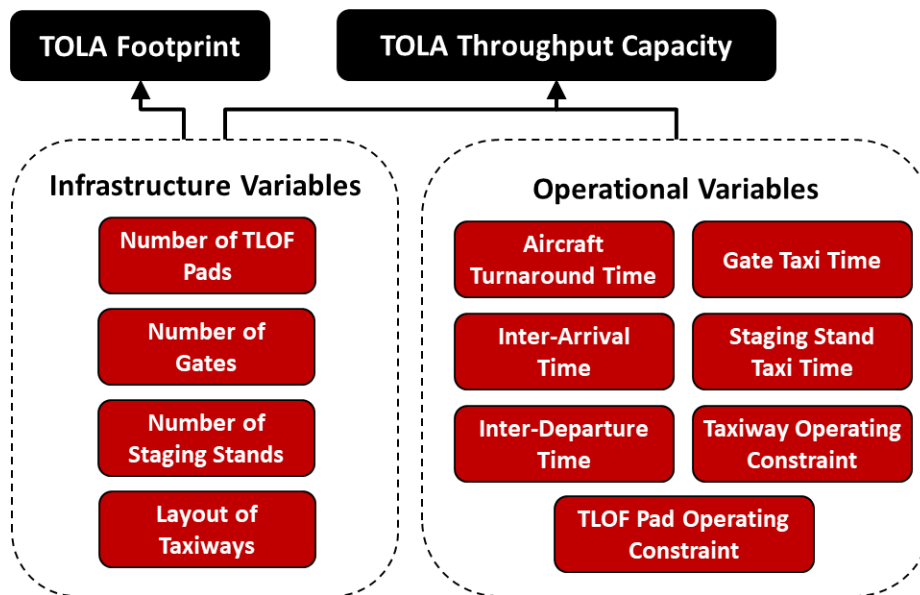 TOLA Footprint
TOLA Throughput Capacity
Infrastructure Variables
Number of TLOF
Pads
Number of
Gates
Number of
Staging Stands
Layout of
Taxiways
Operational Variables
Aircraft
Turnaround Time
Gate Taxi Time
Inter-Arrival
Time
Staging Stand
Taxi Time
Inter-Departure
Time
Taxiway Operating
Constraint
TLOF Pad Operating
Constraint